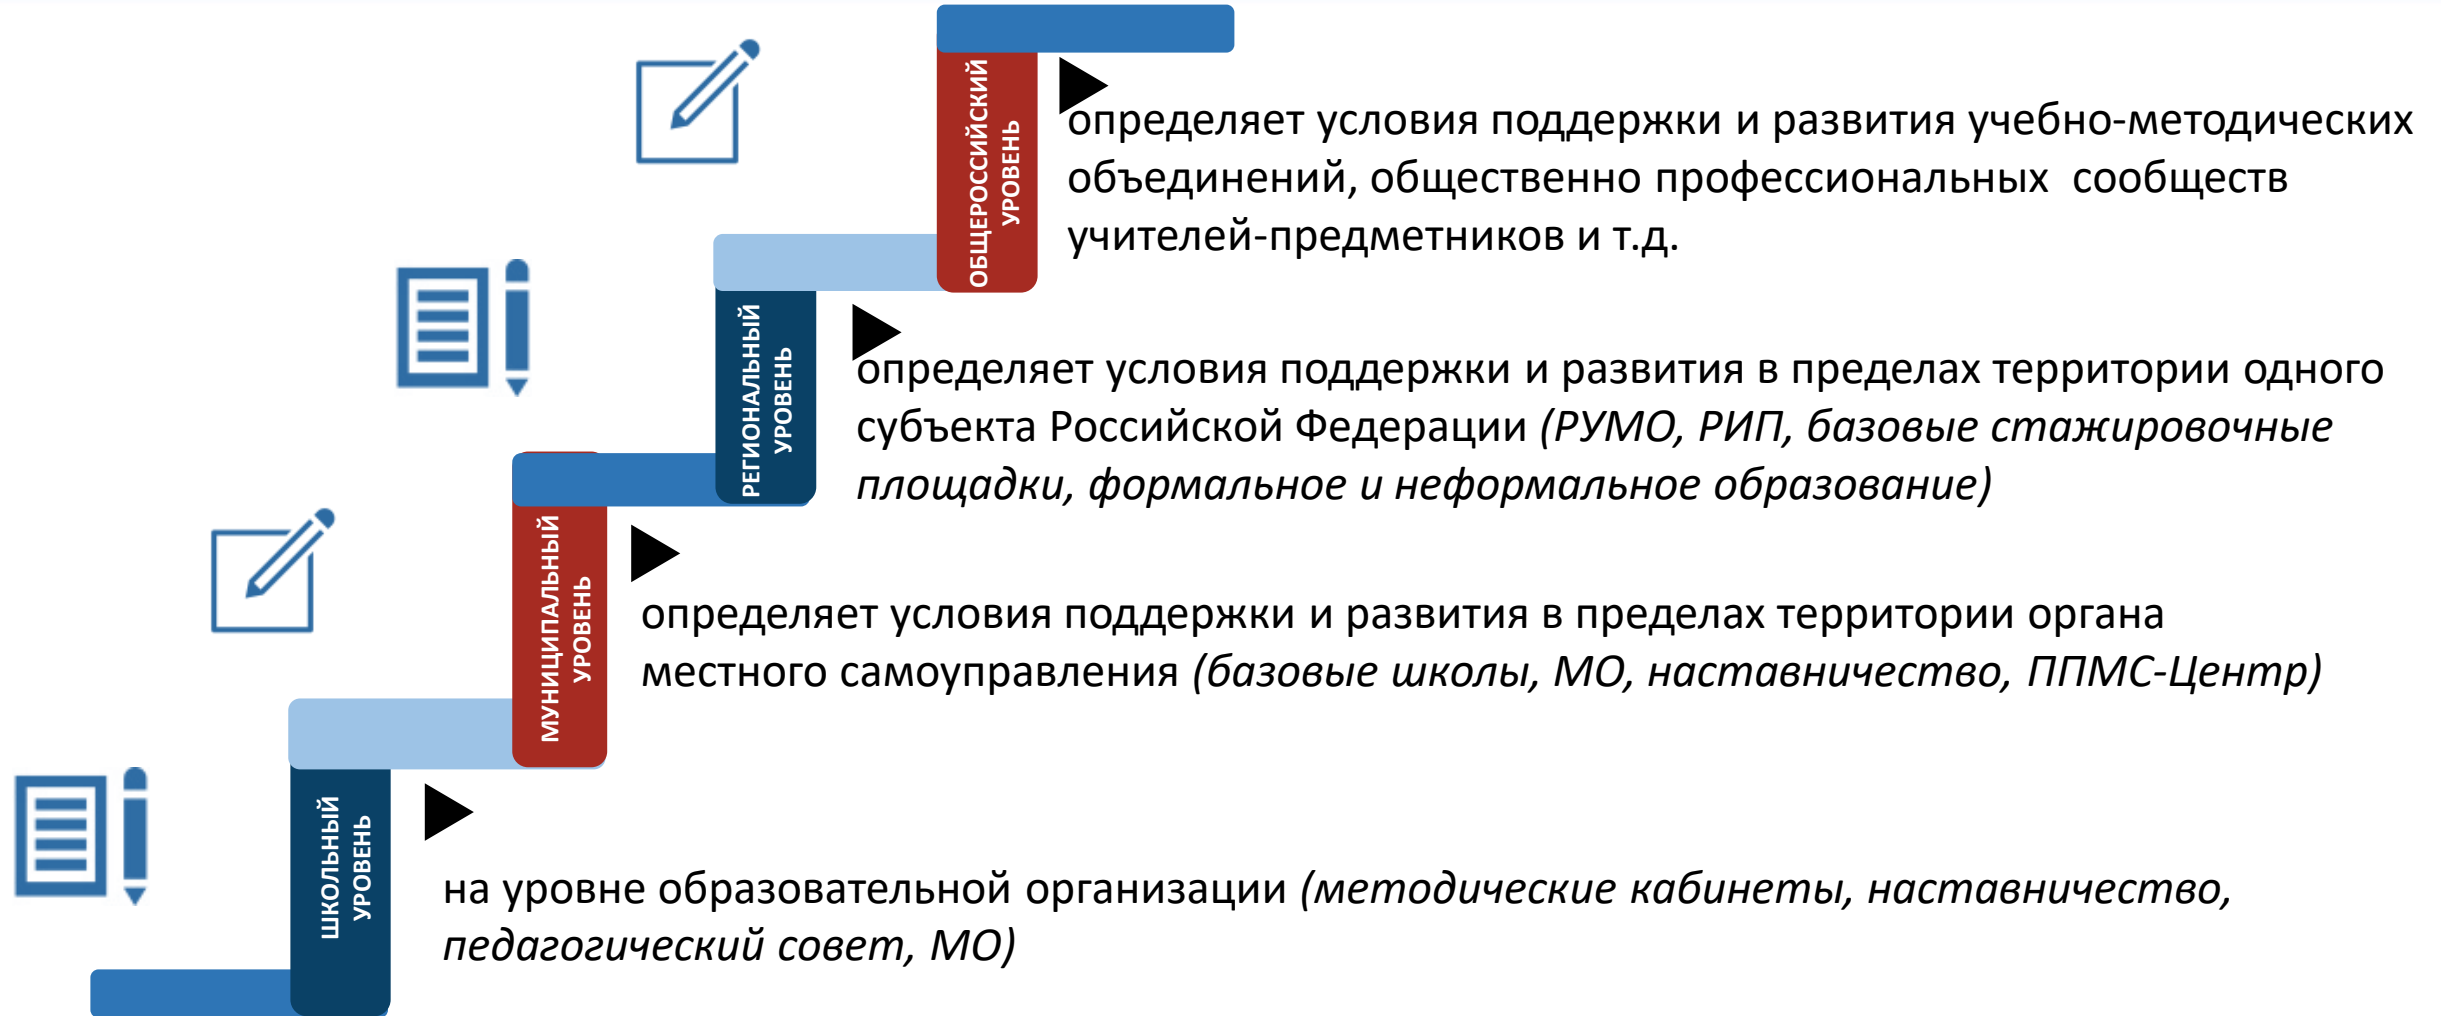 ОБЩЕРОССИЙСКИЙ
УРОВЕНЬ
определяет условия поддержки и развития учебно-методических
объединений, общественно профессиональных сообществ
учителей-предметников и т.д.
РЕГИОНАЛЬНЫЙ
УРОВЕНЬ
определяет условия поддержки и развития в пределах территории одного
субъекта Российской Федерации (РУМО, РИП, базовые стажировочные
площадки, формальное и неформальное образование)
МУНИЦИПАЛЬНЫЙ
УРОВЕНЬ
определяет условия поддержки и развития в пределах территории органа
местного самоуправления (базовые школы, МО, наставничество, ППМС-Центр)
ШКОЛЬНЫЙ
УРОВЕНЬ
на уровне образовательной организации (методические кабинеты, наставничество,
педагогический совет, МО)